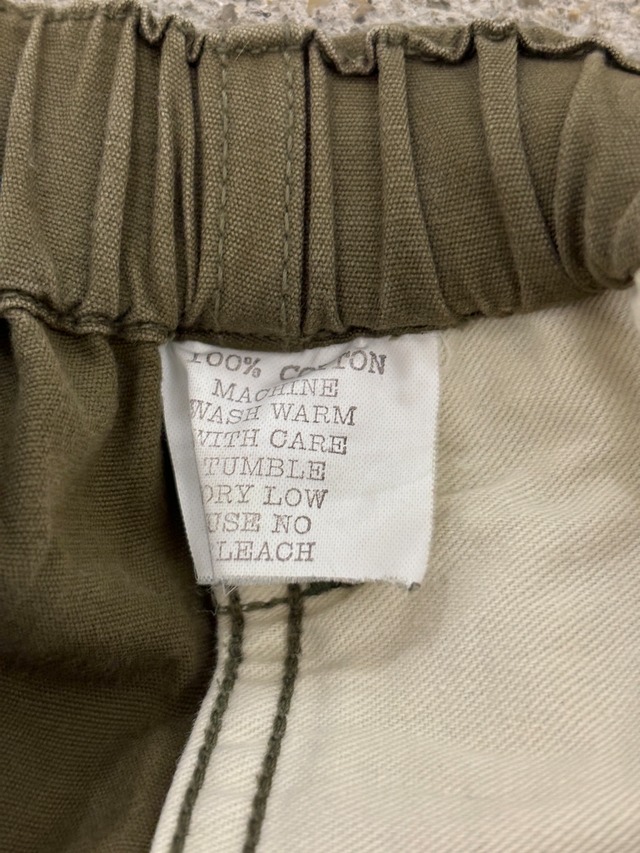 100% COTTON
MACHINE
WASH WARM
WITH CARE
TUMBLE
DRY LOW
USE NO
BLEACH